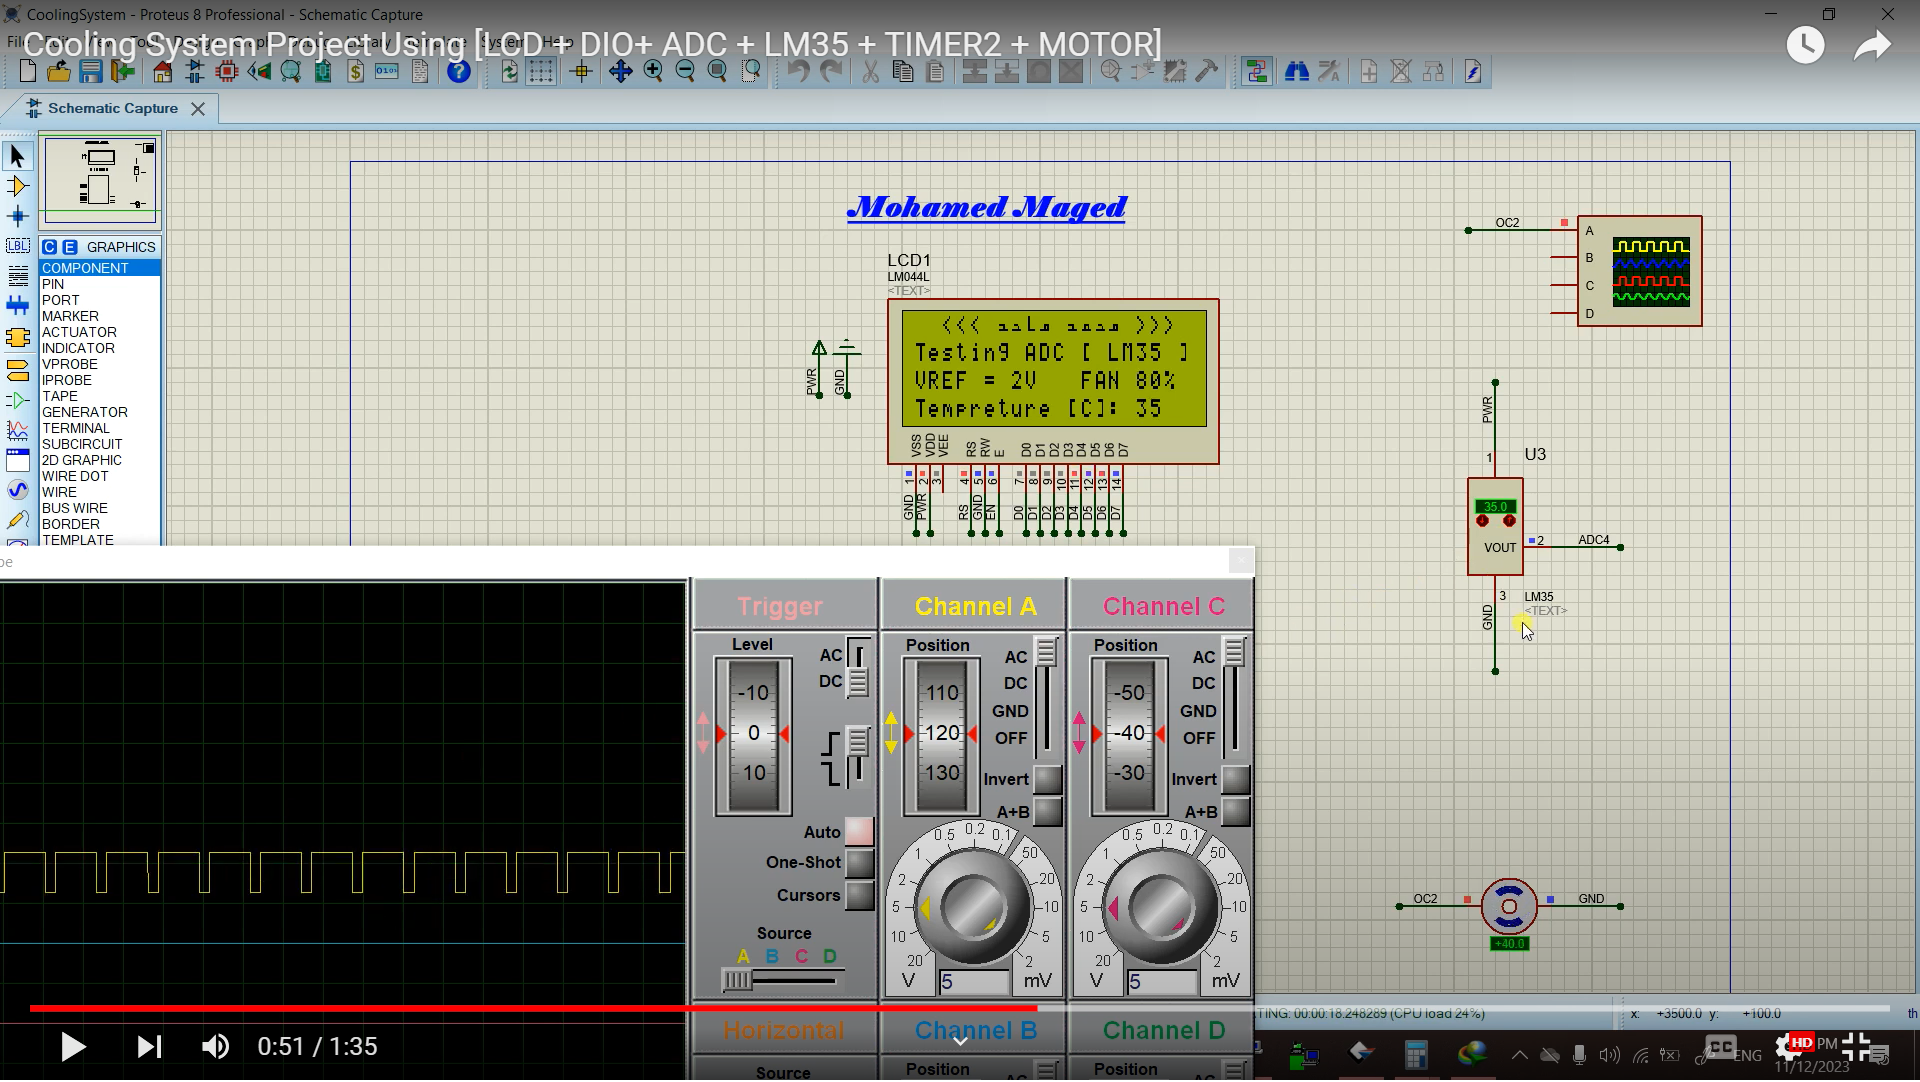 CoolingSystem - Proteus 8 Professional - Schematic Capture
Cooling System Project Using [LCD + DIO+ ADC + LM35 + TIMER2 + MOTOR]
Schematic Capture
C E GRAPHICS
COMPONENT
PIN
PORT
MARKER
ACTUATOR
INDICATOR
VPROBE
IPROBE
TAPE
GENERATOR
TERMINAL
SUBCIRCUIT
2D GRAPHIC
WIRE DOT
WIRE
BUS WIRE
BORDER
TEMPLATE
LBL
Mohamed Maged
LCD1
LM044L
<TEXT>
Testing ADC [ LM35 ]
VREF = 2V FAN 80%
Tempreture [C]: 35
PWR GND
VSS VDD VEE RS RW E D0 D1 D2 D3 D4 D5 D6 D7
1 2 3 4 5 6 7 8 9 10 11 12 13 14
GND PWR RS GND EN D0 D1 D2 D3 D4 D5 D6 D7
OC2
A
B
C
D
PWR
1
U3
35.0
VOUT
2 ADC4
3
GND
LM35
<TEXT>
OC2 GND
+40.0
pe
Trigger
Level
-10
0
10
AC
DC
Auto
One-Shot
Cursors
Source
A B C D
Horizontal
Source
Channel A
Position
110
120
130
AC
DC
GND
OFF
Invert
A+B
0.5 0.2 0.1
1 50
2 20
5 10
10 5
20 2
V 5 mV
Channel B
Position
AC
Channel C
Position
-50
-40
-30
AC
DC
GND
OFF
Invert
A+B
0.5 0.2 0.1
1 50
2 20
5 10
10 5
20 2
V 5 mV
Channel D
Position
AC
TING: 00:00:18.248289 (CPU load 24%)
x: +3500.0 y: +100.0
th
0:51 / 1:35
CC
ENG
HD
PM
11/12/2023